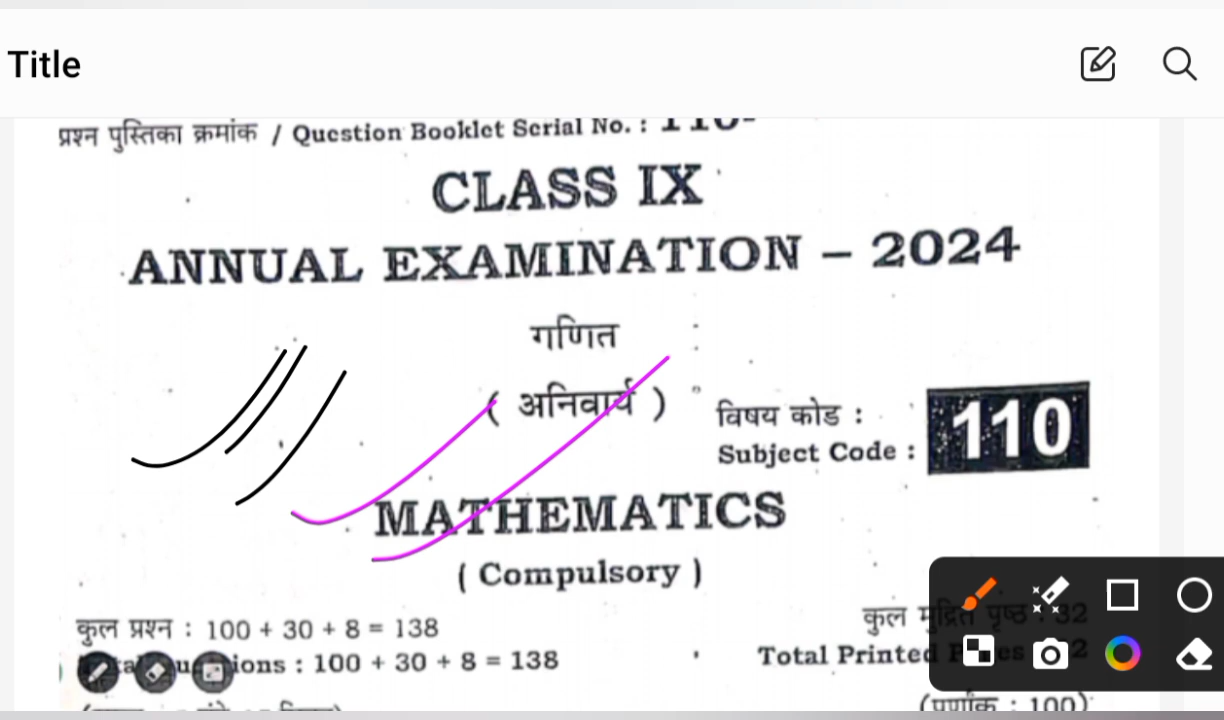 Title
प्रश्न पुस्तिका क्रमांक / Question Booklet Serial No. : 110-
CLASS IX
ANNUAL EXAMINATION – 2024
गणित
( अनिवार्य )
विषय कोड :
Subject Code :
110
MATHEMATICS
( Compulsory )
कुल प्रश्न : 100 + 30 + 8 = 138
कुल मुद्रित पृष्ठ : 32
: 100 + 30 + 8 = 138
Total Printed
(पूर्णांक : 100)